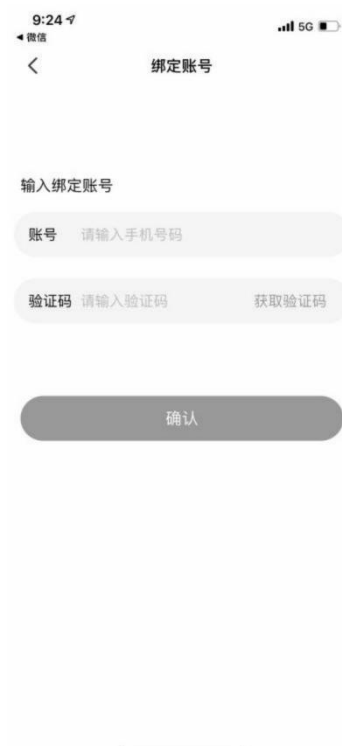 9:24
5G
◀ 微信
绑定账号
输入绑定账号
账号 请输入手机号码
验证码 请输入验证码 获取验证码
确认